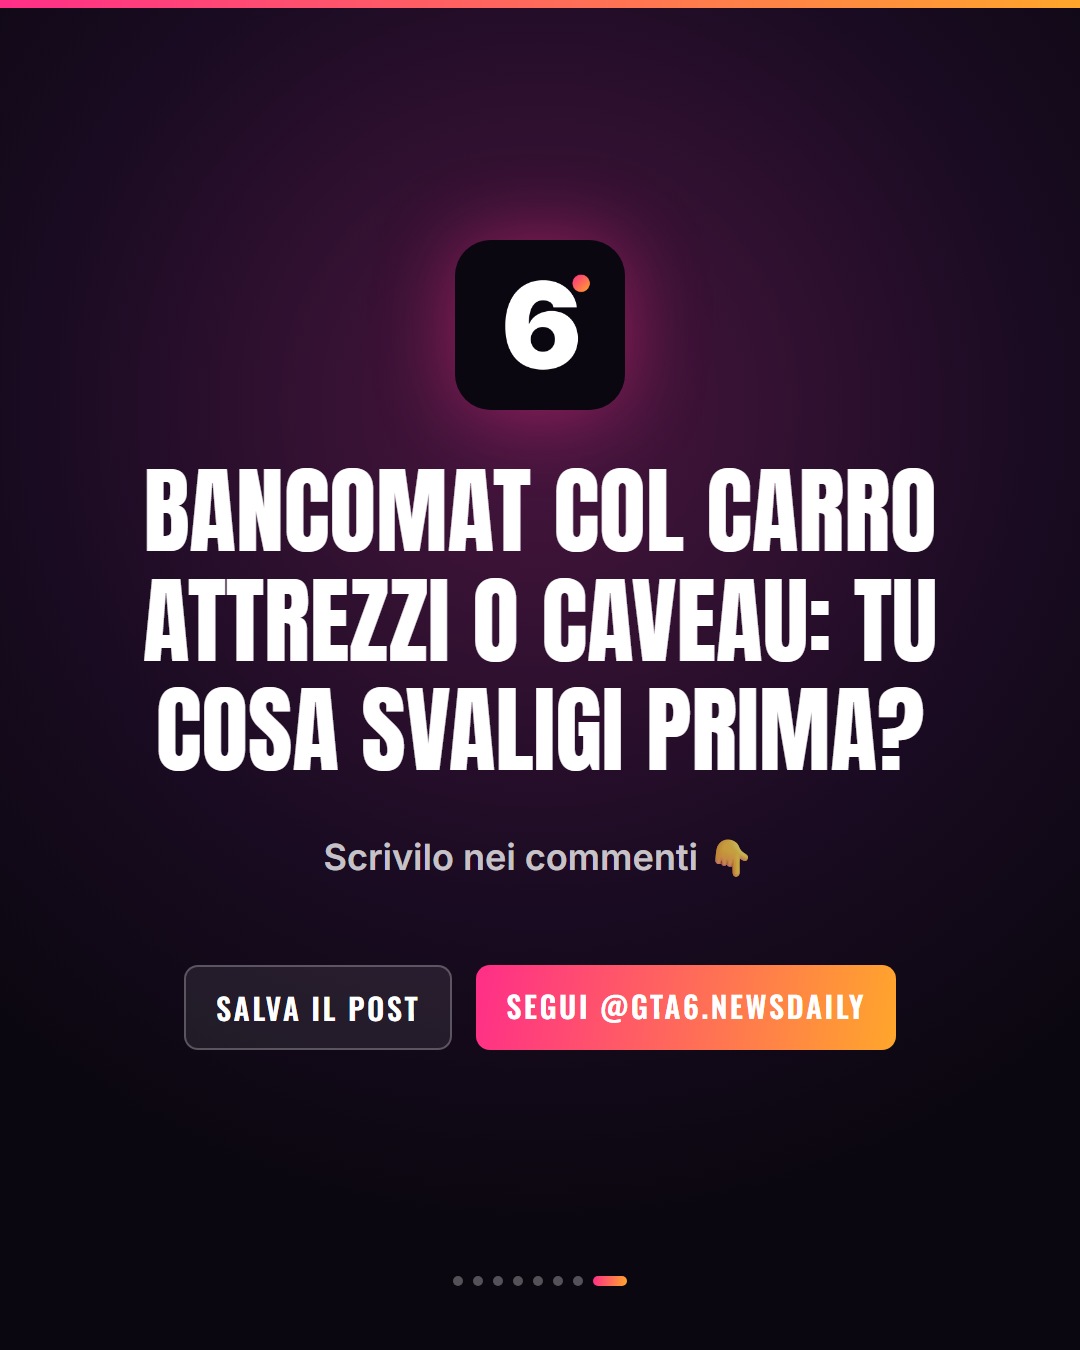 6
BANCOMAT COL CARRO
ATTREZZI O CAVEAU: TU
COSA SVALIGI PRIMA?
Scrivilo nei commenti 👇
SALVA IL POST
SEGUI @GTA6.NEWSDAILY